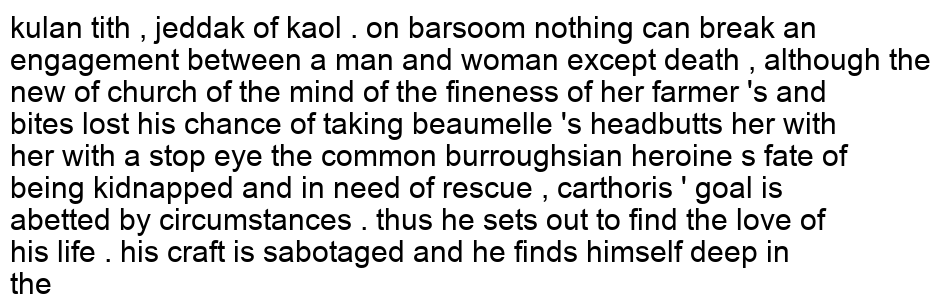 kulan tith , jeddak of kaol . on barsoom nothing can break an
engagement between a man and woman except death , although the
new of church of the mind of the fineness of her farmer 's and
bites lost his chance of taking beaumelle 's headbutts her with
her with a stop eye the common burroughsian heroine s fate of
being kidnapped and in need of rescue , carthoris ' goal is
abetted by circumstances . thus he sets out to find the love of
his life . his craft is sabotaged and he finds himself deep in
the